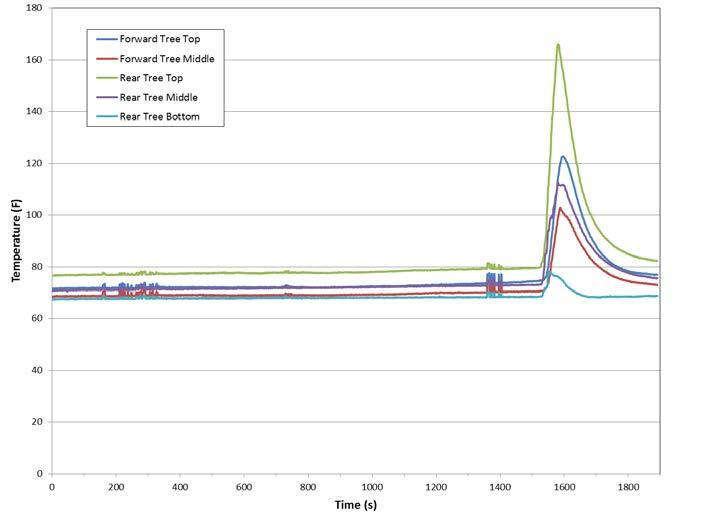 180
160
140
120
100
80
60
40
20
0
Temperature (F)
Forward Tree Top
Forward Tree Middle
Rear Tree Top
Rear Tree Middle
Rear Tree Bottom
0 200 400 600 800 1000 1200 1400 1600 1800
Time (s)